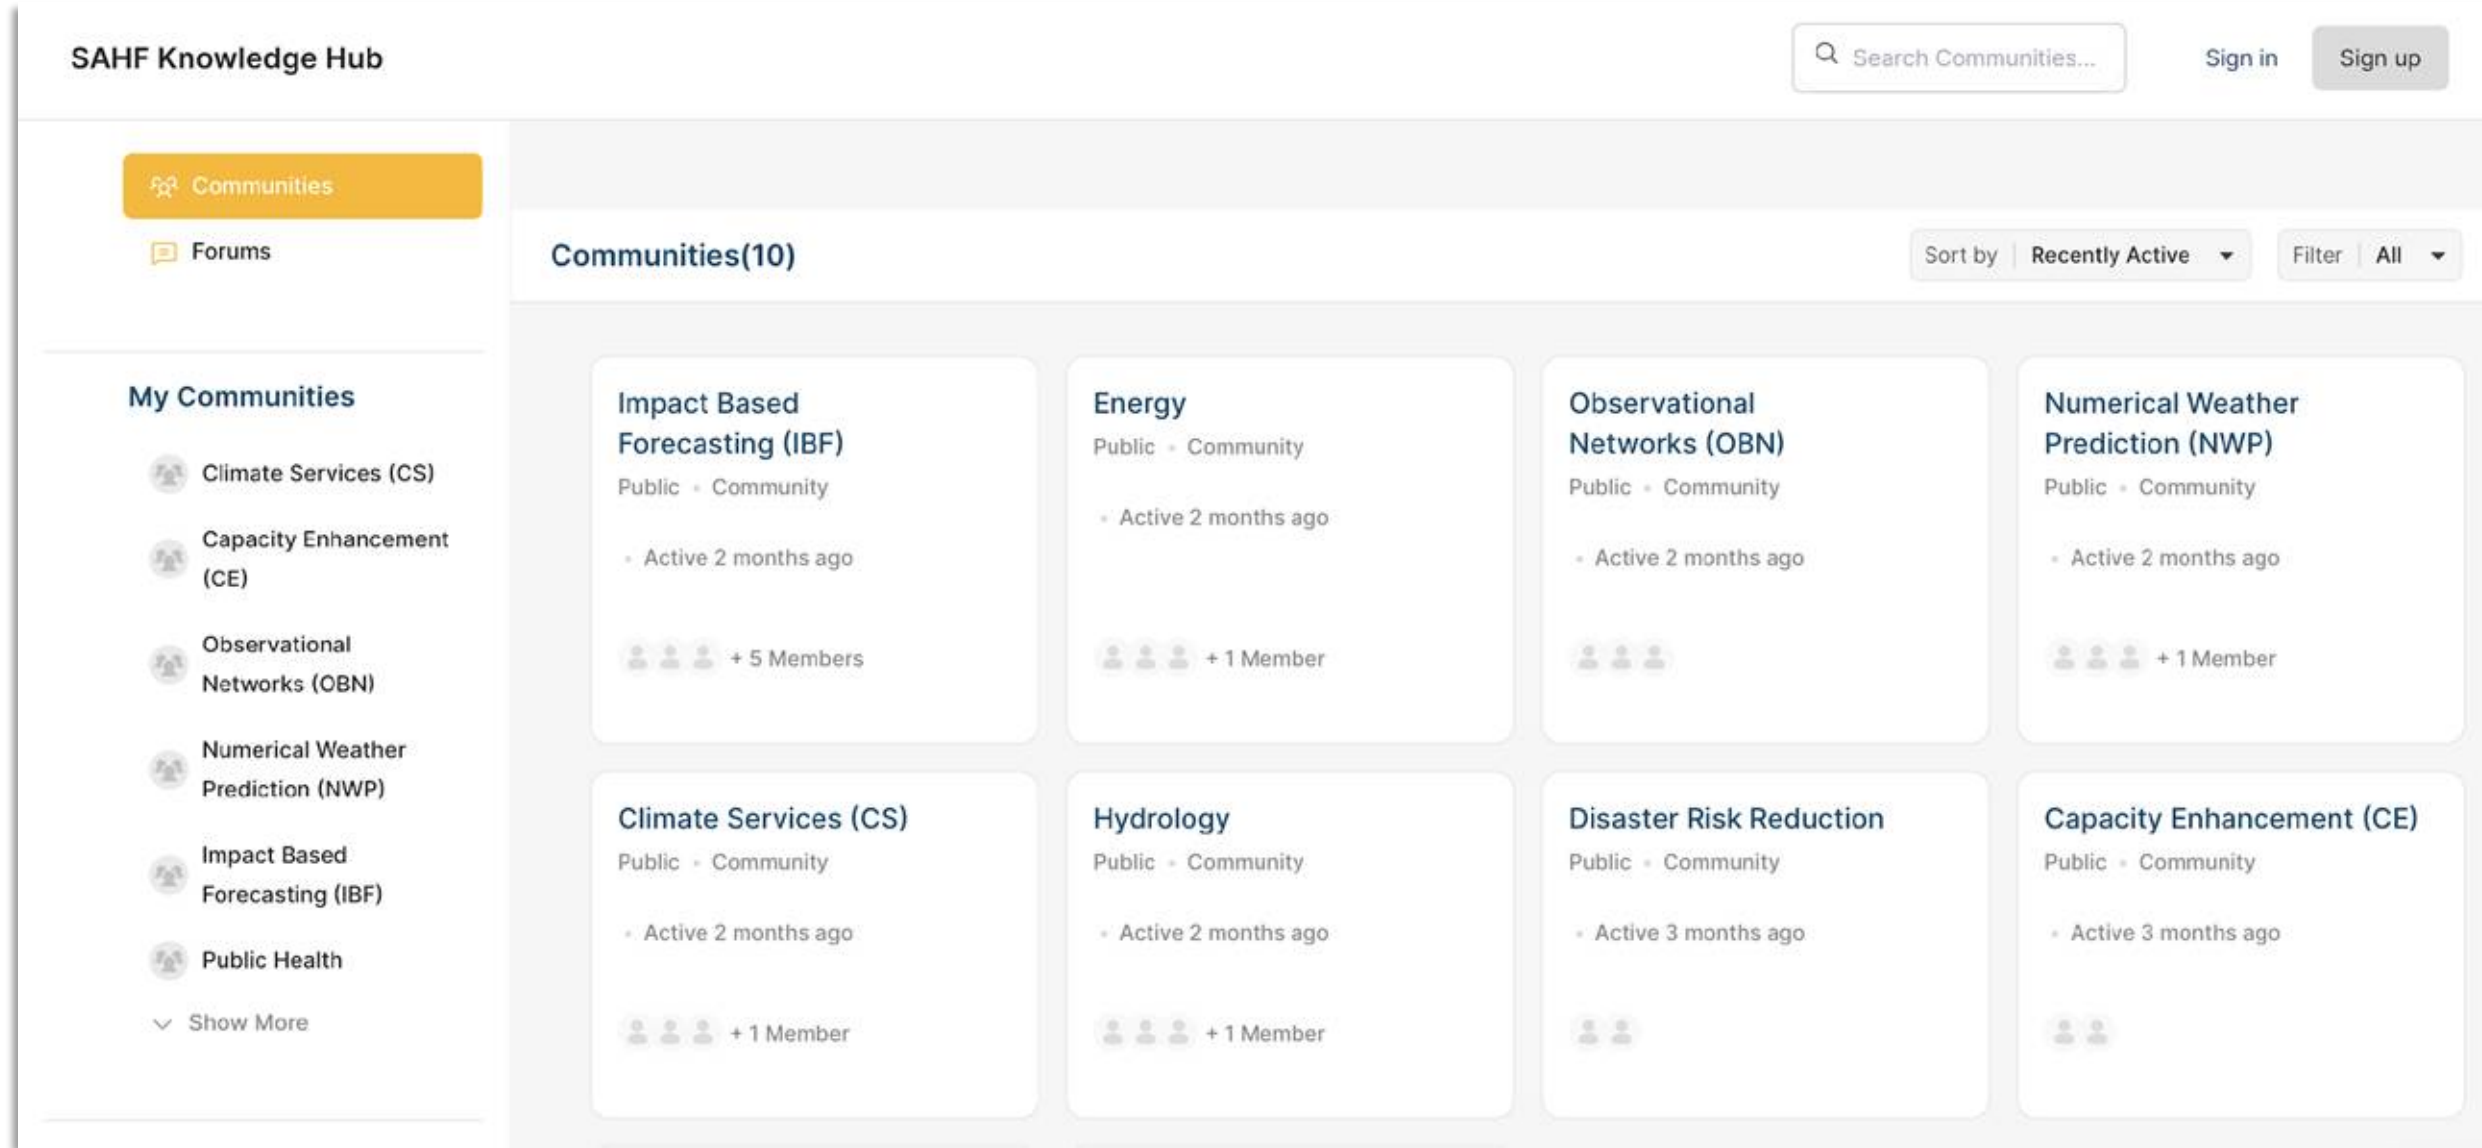 SAHF Knowledge Hub
Search Communities...
Sign in
Sign up
Communities
Forums
My Communities
Climate Services (CS)
Capacity Enhancement
(CE)
Observational
Networks (OBN)
Numerical Weather
Prediction (NWP)
Impact Based
Forecasting (IBF)
Public Health
Show More
Communities(10)
Sort by Recently Active
Filter All
Impact Based
Forecasting (IBF)
Public • Community
• Active 2 months ago
+ 5 Members
Energy
Public • Community
• Active 2 months ago
+ 1 Member
Observational
Networks (OBN)
Public • Community
• Active 2 months ago
Numerical Weather
Prediction (NWP)
Public • Community
• Active 2 months ago
+ 1 Member
Climate Services (CS)
Public • Community
• Active 2 months ago
+ 1 Member
Hydrology
Public • Community
• Active 2 months ago
+ 1 Member
Disaster Risk Reduction
Public • Community
• Active 3 months ago
Capacity Enhancement (CE)
Public • Community
• Active 3 months ago